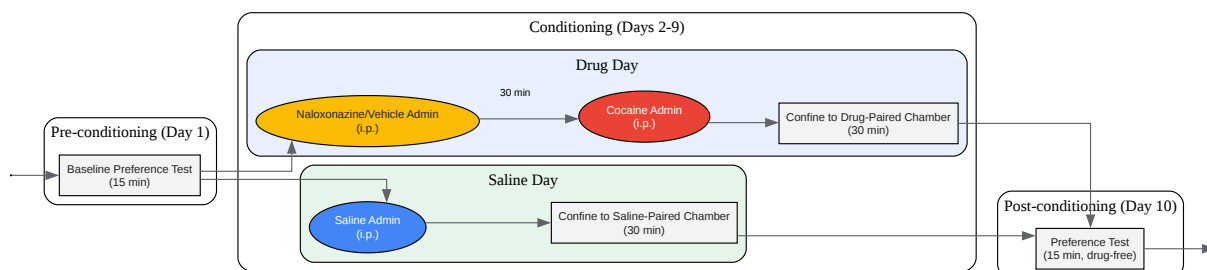 Conditioning (Days 2-9)
Drug Day
Naloxonazine/Vehicle Admin
(i.p.)
30 min
Cocaine Admin
(i.p.)
Confine to Drug-Paired Chamber
(30 min)
Pre-conditioning (Day 1)
Baseline Preference Test
(15 min)
Saline Day
Saline Admin
(i.p.)
Confine to Saline-Paired Chamber
(30 min)
Post-conditioning (Day 10)
Preference Test
(15 min, drug-free)